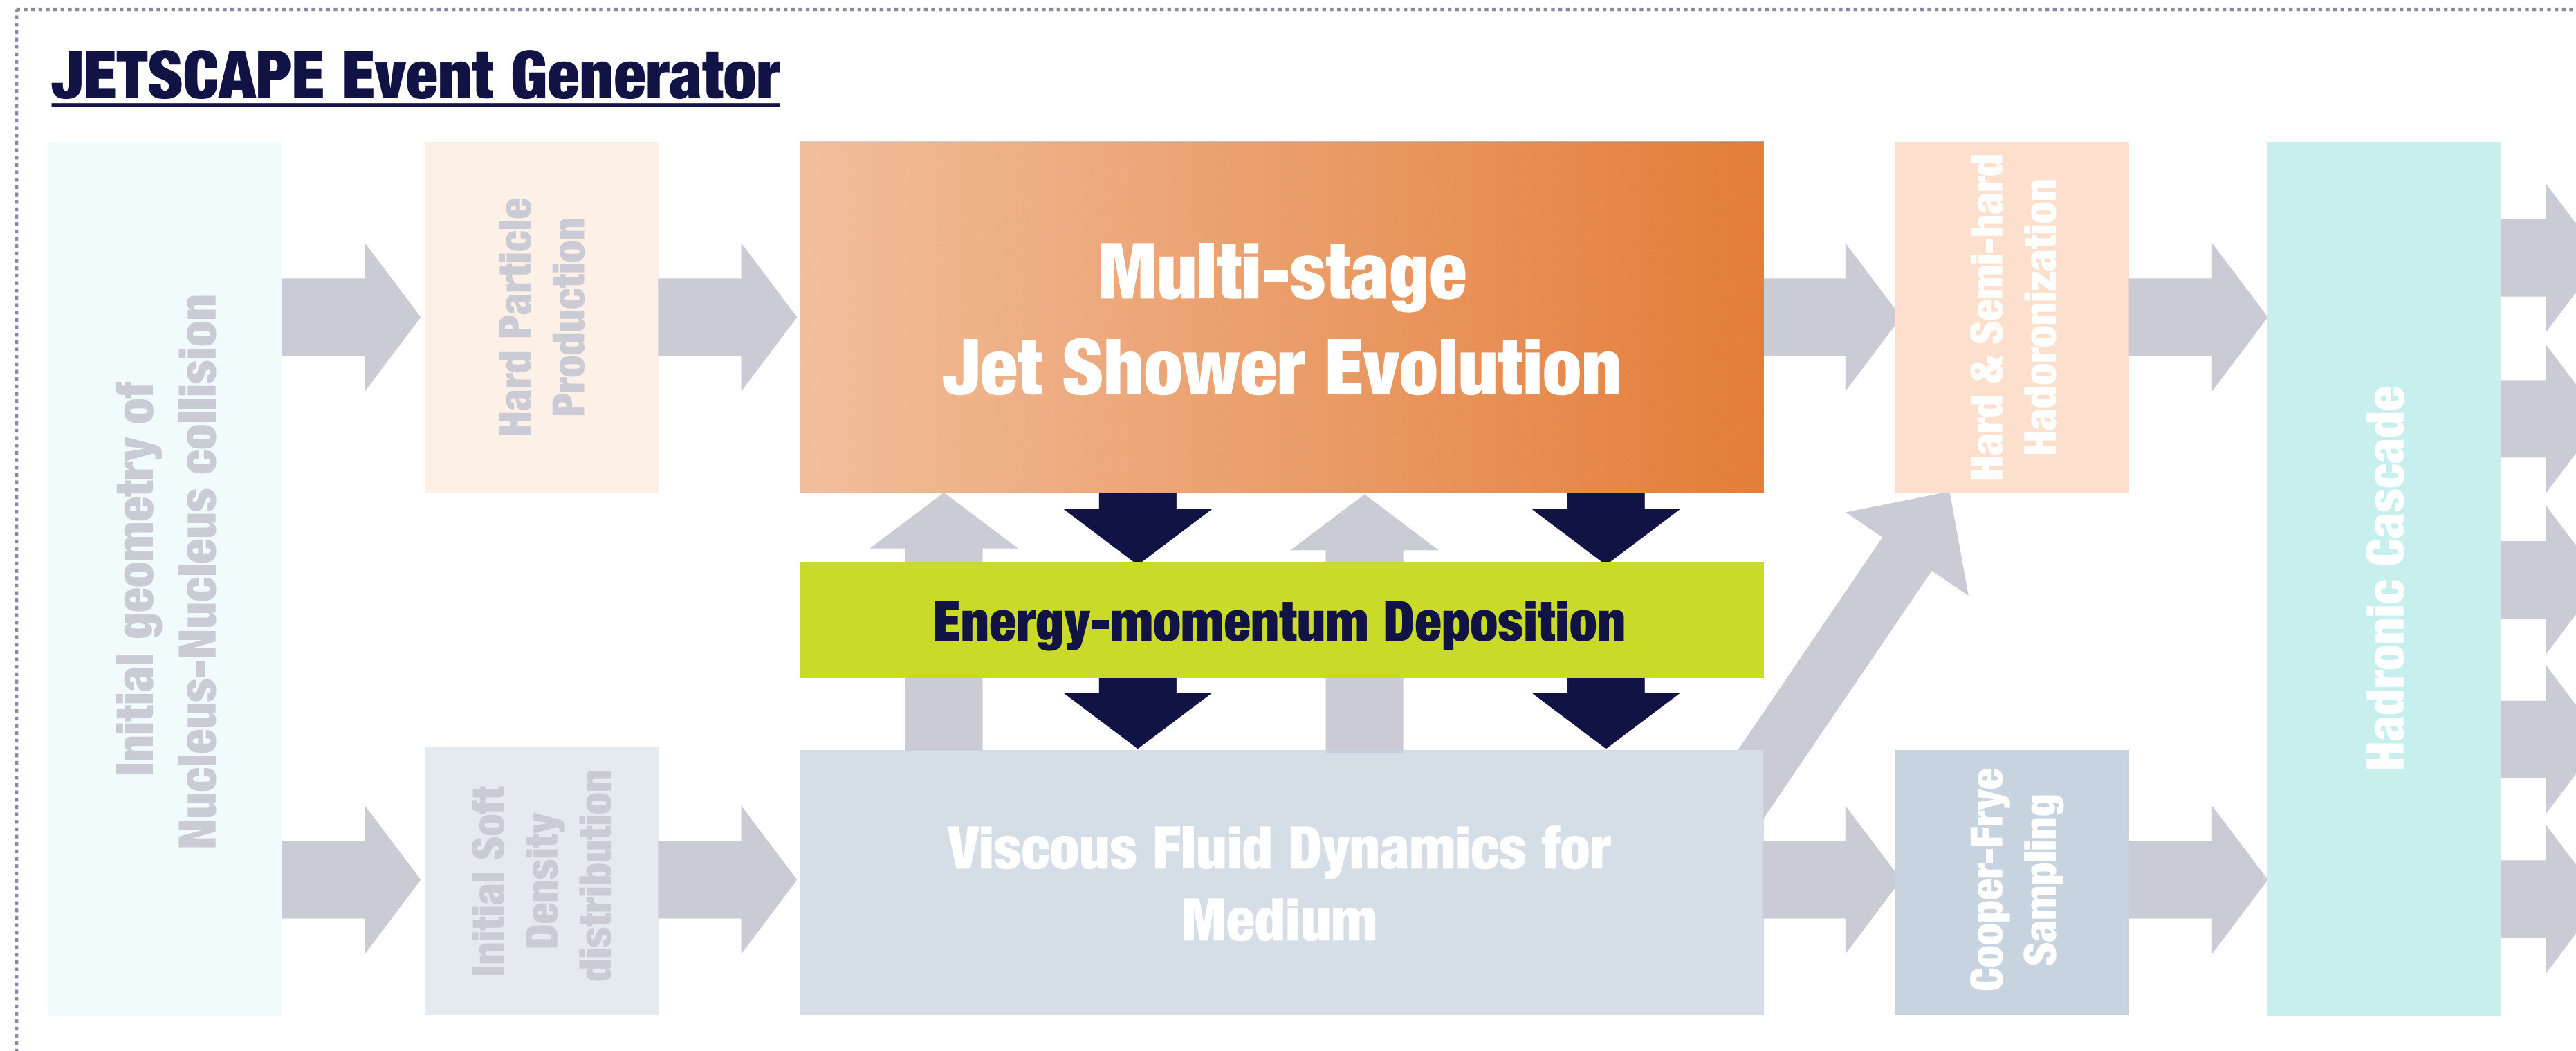 JETSCAPE Event Generator
Initial geometry of
Nucleus-Nucleus collision
Hard Particle
Production
Multi-stage
Jet Shower Evolution
Hard & Semi-hard
Hadoronization
Hadronic Cascade
Energy-momentum Deposition
Initial Soft
Density
distribution
Viscous Fluid Dynamics for
Medium
Cooper-Frye
Sampling